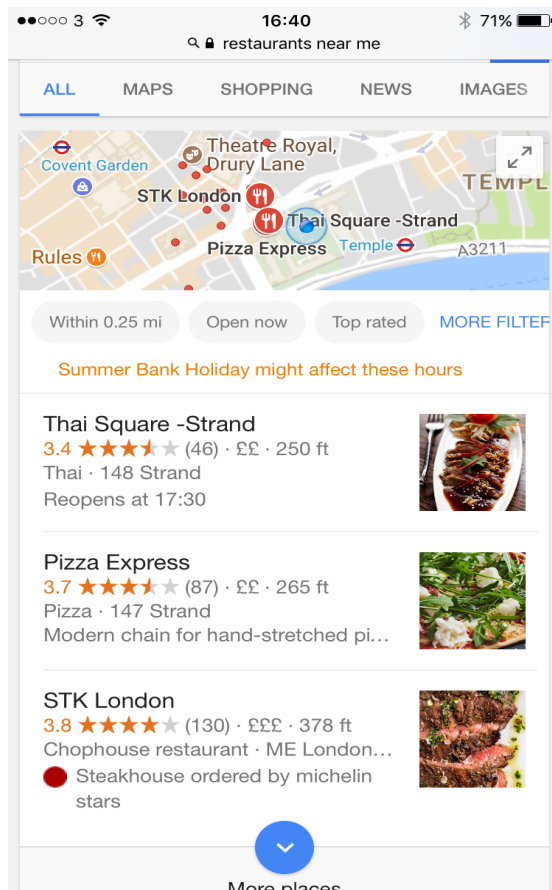 3 16:40 71%
restaurants near me
ALL MAPS SHOPPING NEWS IMAGES
Theatre Royal,
Drury Lane
Covent Garden
TEMPL
STK London
Thai Square -Strand
Pizza Express Temple A3211
Rules
Within 0.25 mi Open now Top rated MORE FILTER
Summer Bank Holiday might affect these hours
Thai Square -Strand
3.4 ★★★★★ (46) · ££ · 250 ft
Thai · 148 Strand
Reopens at 17:30
Pizza Express
3.7 ★★★★★ (87) · ££ · 265 ft
Pizza · 147 Strand
Modern chain for hand-stretched pi...
STK London
3.8 ★★★★★ (130) · £££ · 378 ft
Chophouse restaurant · ME London...
Steakhouse ordered by michelin
stars
More places